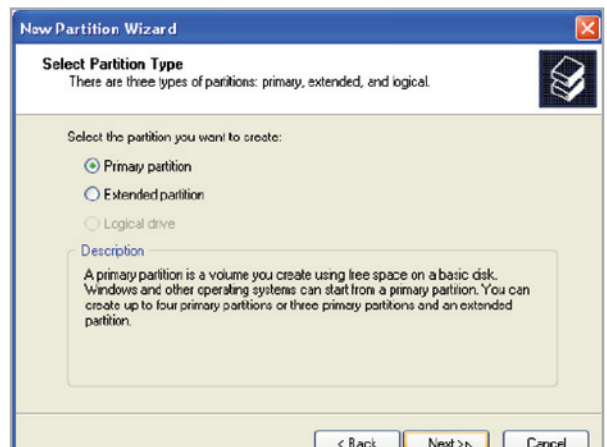 New Partition Wizard
Select Partition Type
There are three types of partitions: primary, extended, and logical.
Select the partition you want to create:
Primary partition
Extended partition
Logical drive
Description
A primary partition is a volume you create using free space on a basic disk.
Windows and other operating systems can start from a primary partition. You can
create up to four primary partitions or three primary partitions and an extended
partition.
< Back Next > Cancel